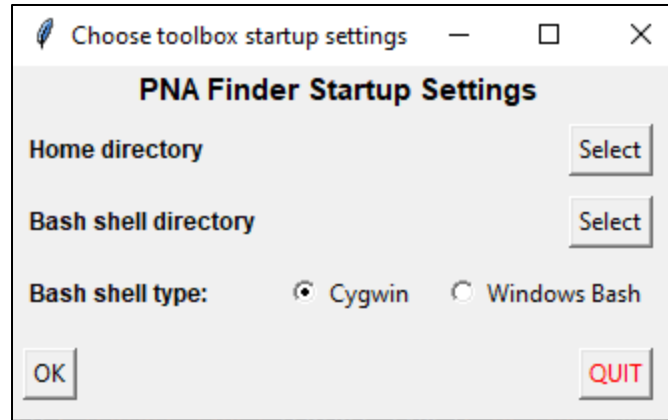 Choose toolbox startup settings
PNA Finder Startup Settings
Home directory Select
Bash shell directory Select
Bash shell type: Cygwin Windows Bash
OK QUIT